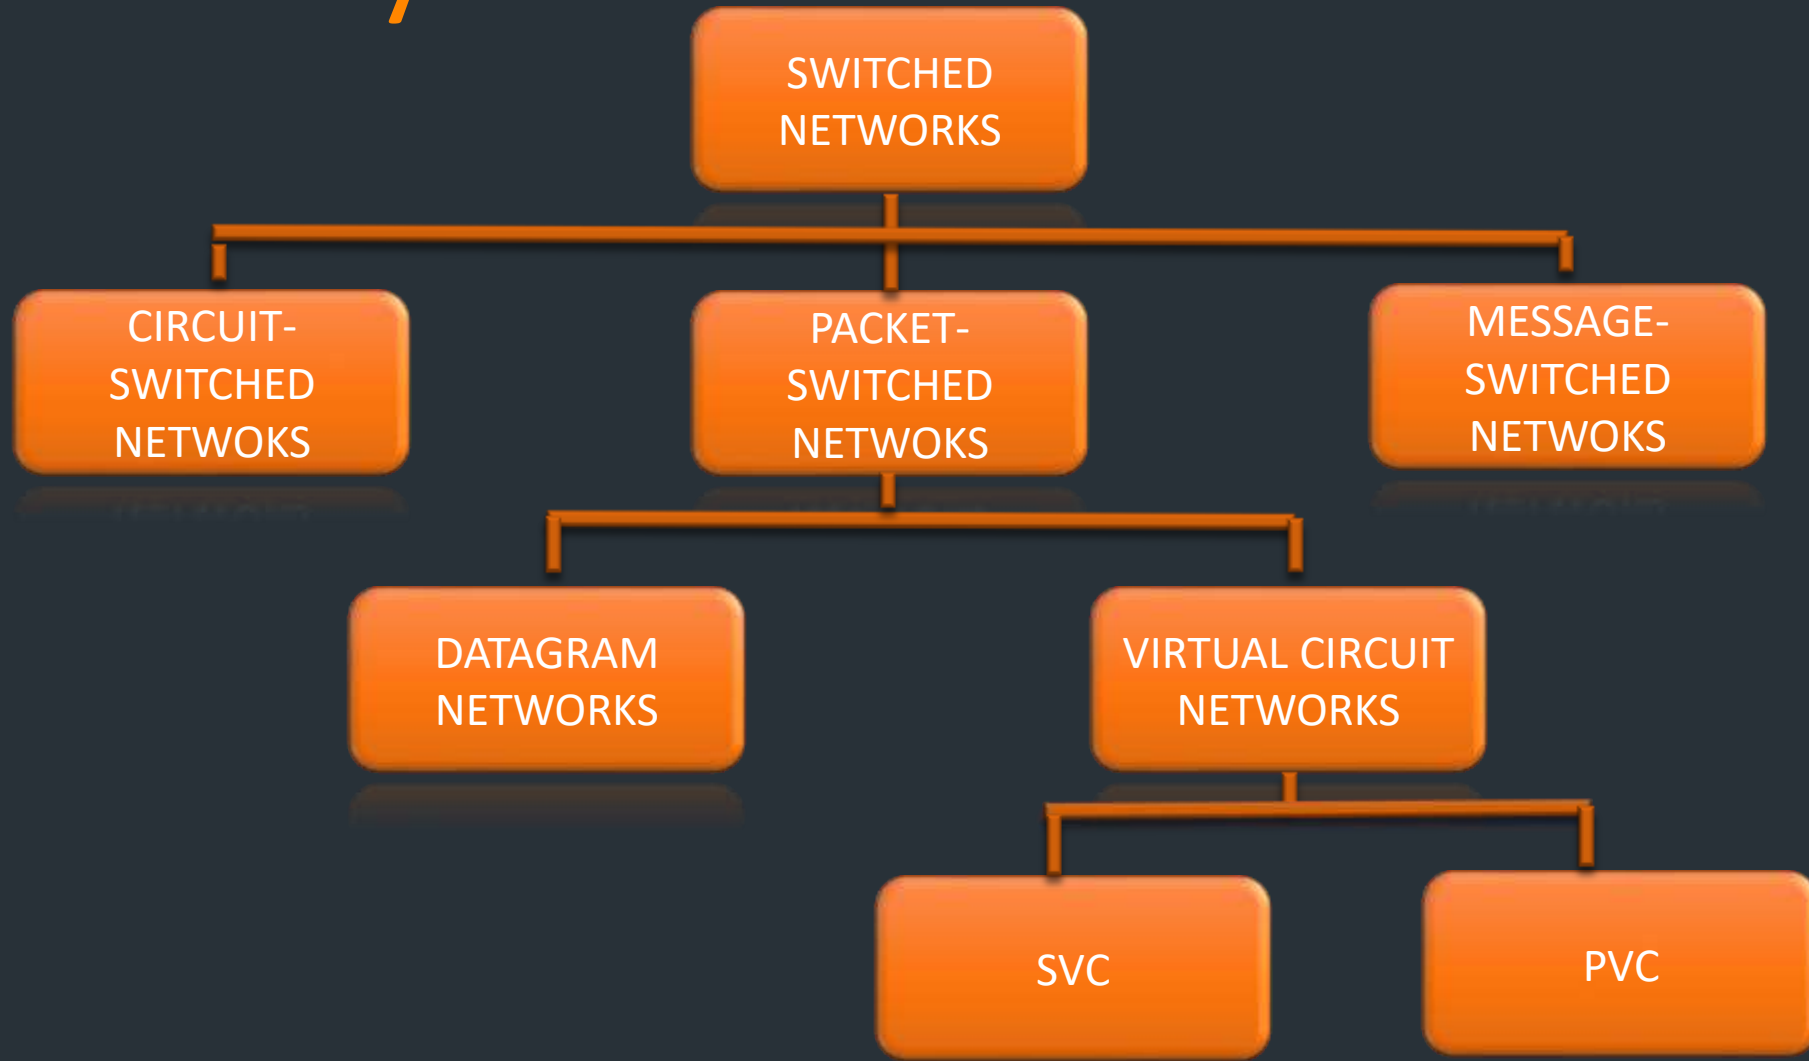 SWITCHED
NETWORKS
CIRCUIT-
SWITCHED
NETWOKS
PACKET-
SWITCHED
NETWOKS
MESSAGE-
SWITCHED
NETWOKS
DATAGRAM
NETWORKS
VIRTUAL CIRCUIT
NETWORKS
SVC
PVC